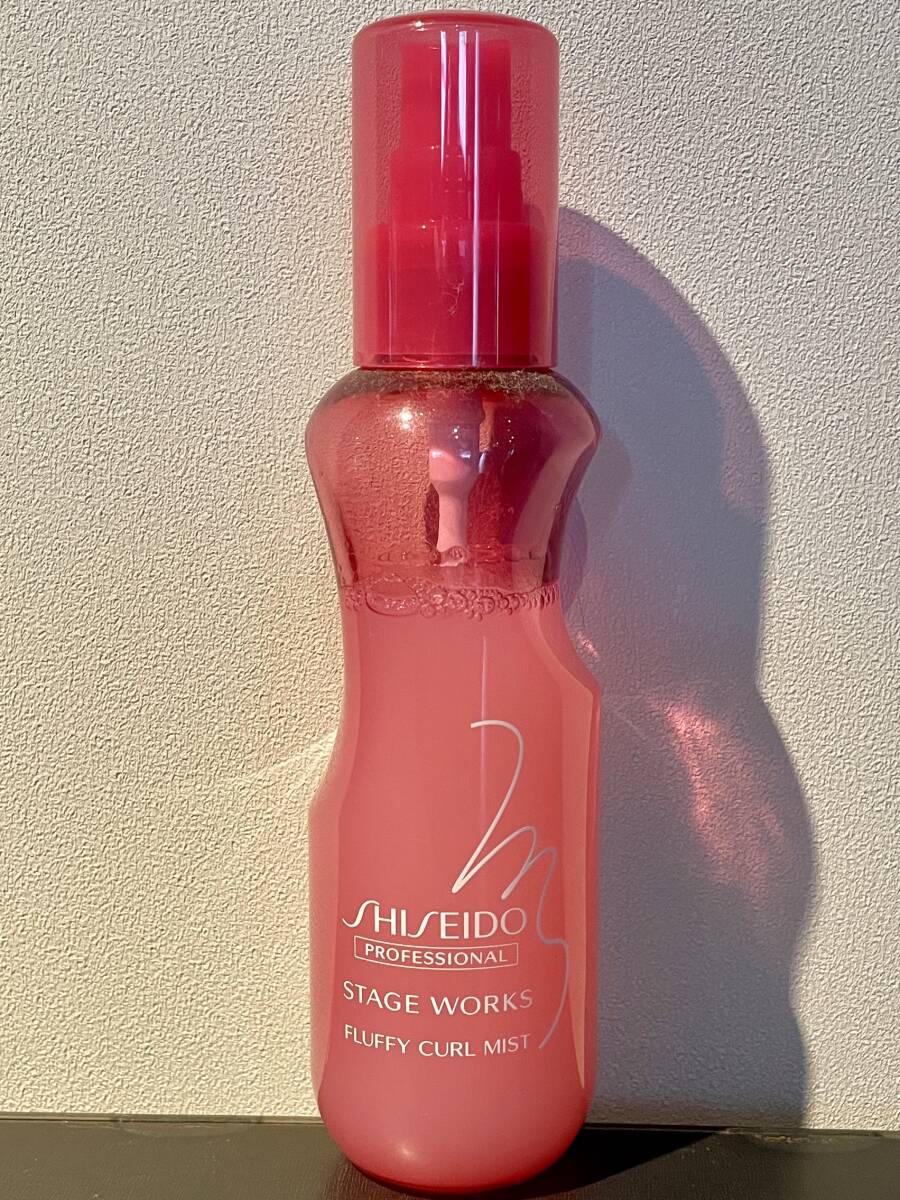 SHISEIDO
PROFESSIONAL
STAGE WORKS
FLUFFY CURL MIST